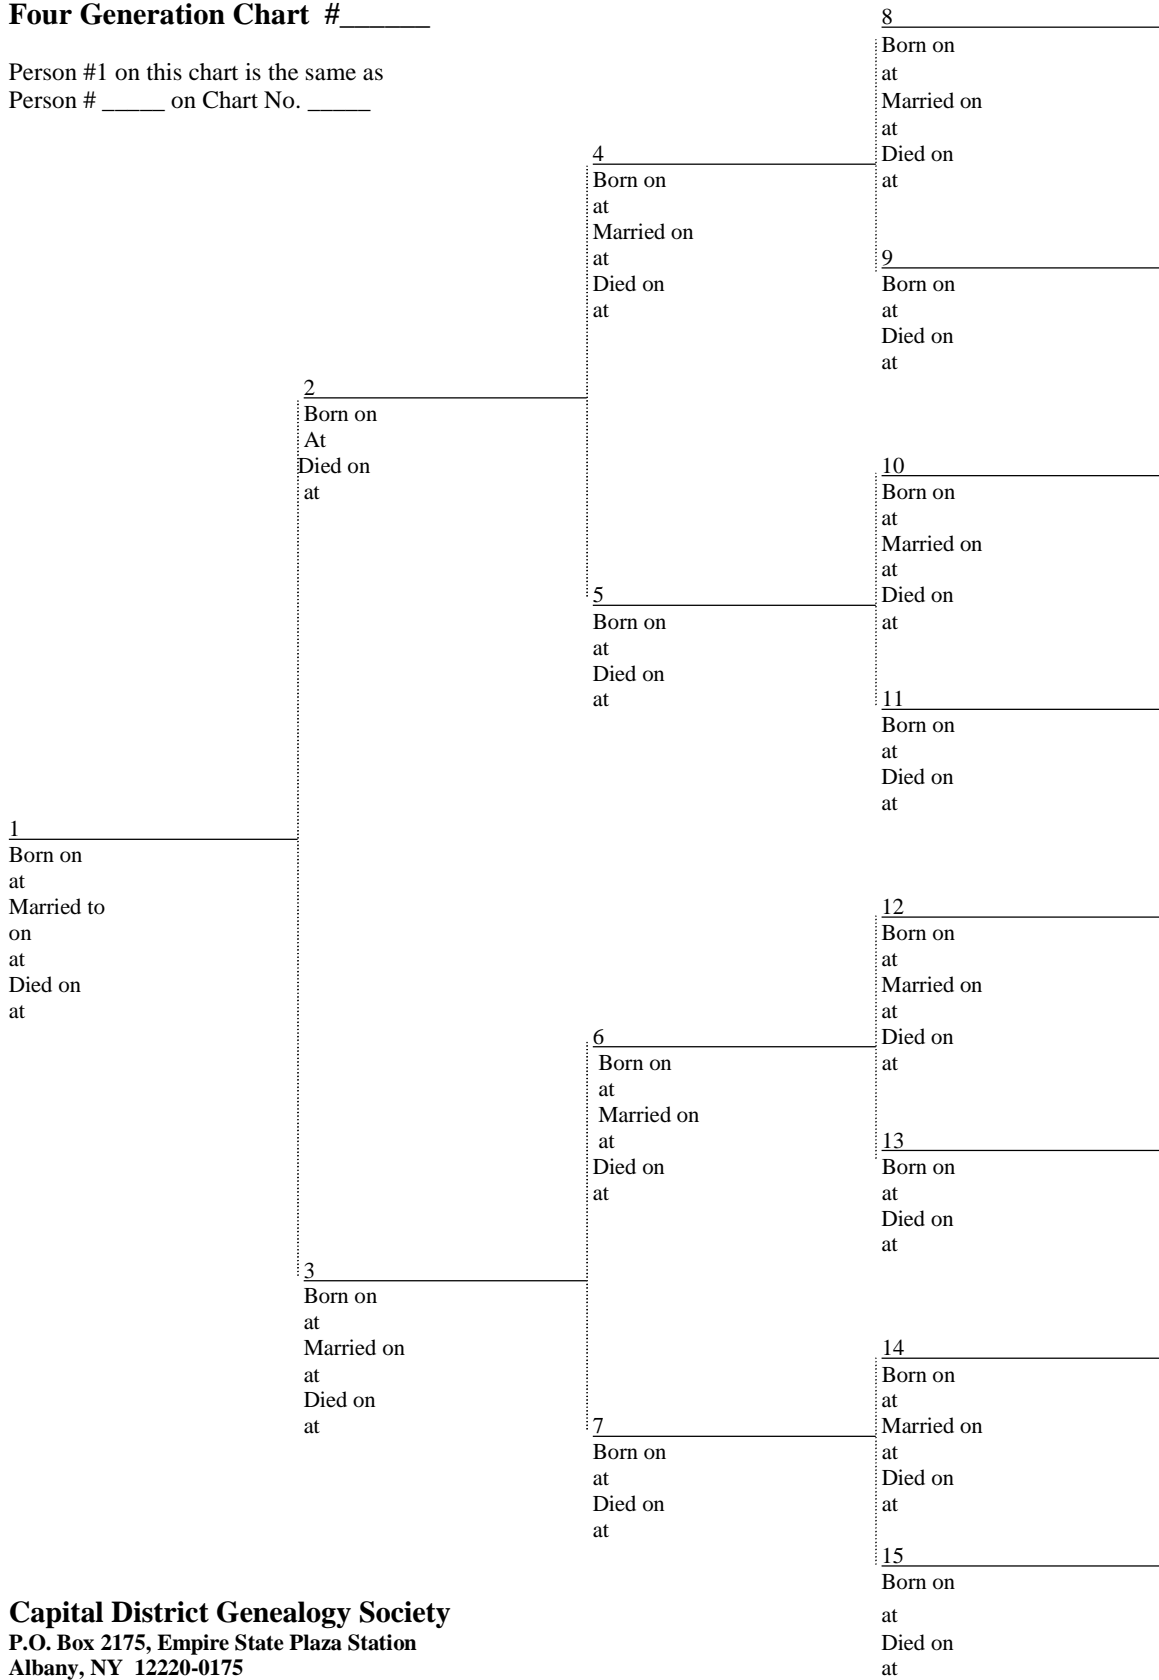 Four Generation Chart #______
Person #1 on this chart is the same as
Person # _____ on Chart No. _____
8
Born on
at
Married on
at
Died on
at
4
Born on
at
Married on
at
Died on
at
9
Born on
at
Died on
at
2
Born on
At
Died on
at
10
Born on
at
Married on
at
Died on
at
5
Born on
at
Died on
at
11
Born on
at
Died on
at
1
Born on
at
Married to
on
at
Died on
at
12
Born on
at
Married on
at
Died on
at
6
Born on
at
Married on
at
Died on
at
13
Born on
at
Died on
at
3
Born on
at
Married on
at
Died on
at
14
Born on
at
Married on
at
Died on
at
7
Born on
at
Died on
at
15
Born on
at
Died on
at
Capital District Genealogy Society
P.O. Box 2175, Empire State Plaza Station
Albany, NY 12220-0175